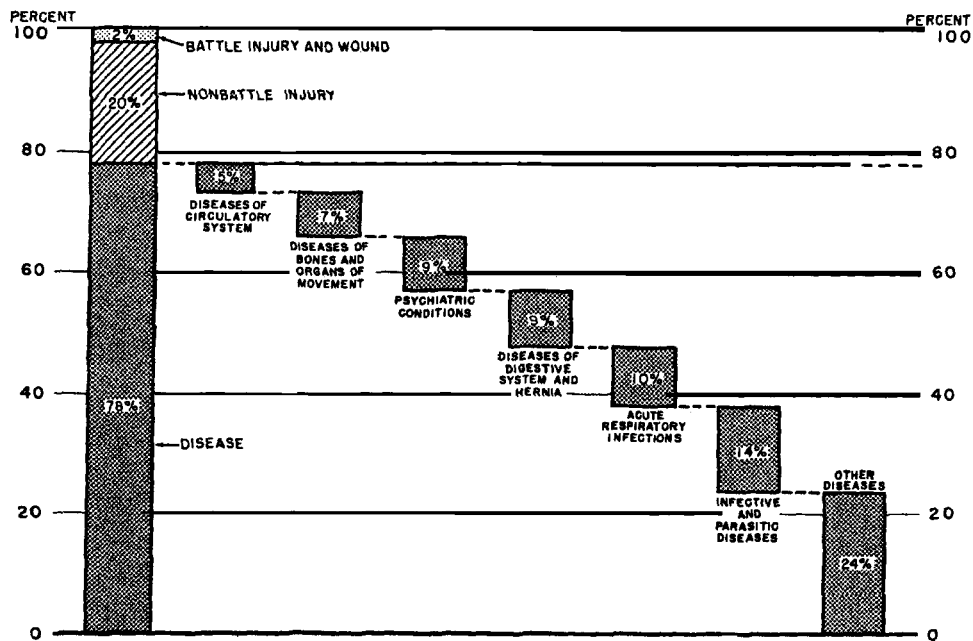 PERCENT
100
80
60
40
20
0
PERCENT
100
80
60
40
20
0
2%
BATTLE INJURY AND WOUND
20%
NONBATTLE INJURY
78%
DISEASE
5%
DISEASES OF
CIRCULATORY
SYSTEM
7%
DISEASES OF
BONES AND
ORGANS OF
MOVEMENT
9%
PSYCHIATRIC
CONDITIONS
9%
DISEASES OF
DIGESTIVE
SYSTEM AND
HERNIA
10%
ACUTE
RESPIRATORY
INFECTIONS
14%
INFECTIVE
AND
PARASITIC
DISEASES
OTHER
DISEASES
24%